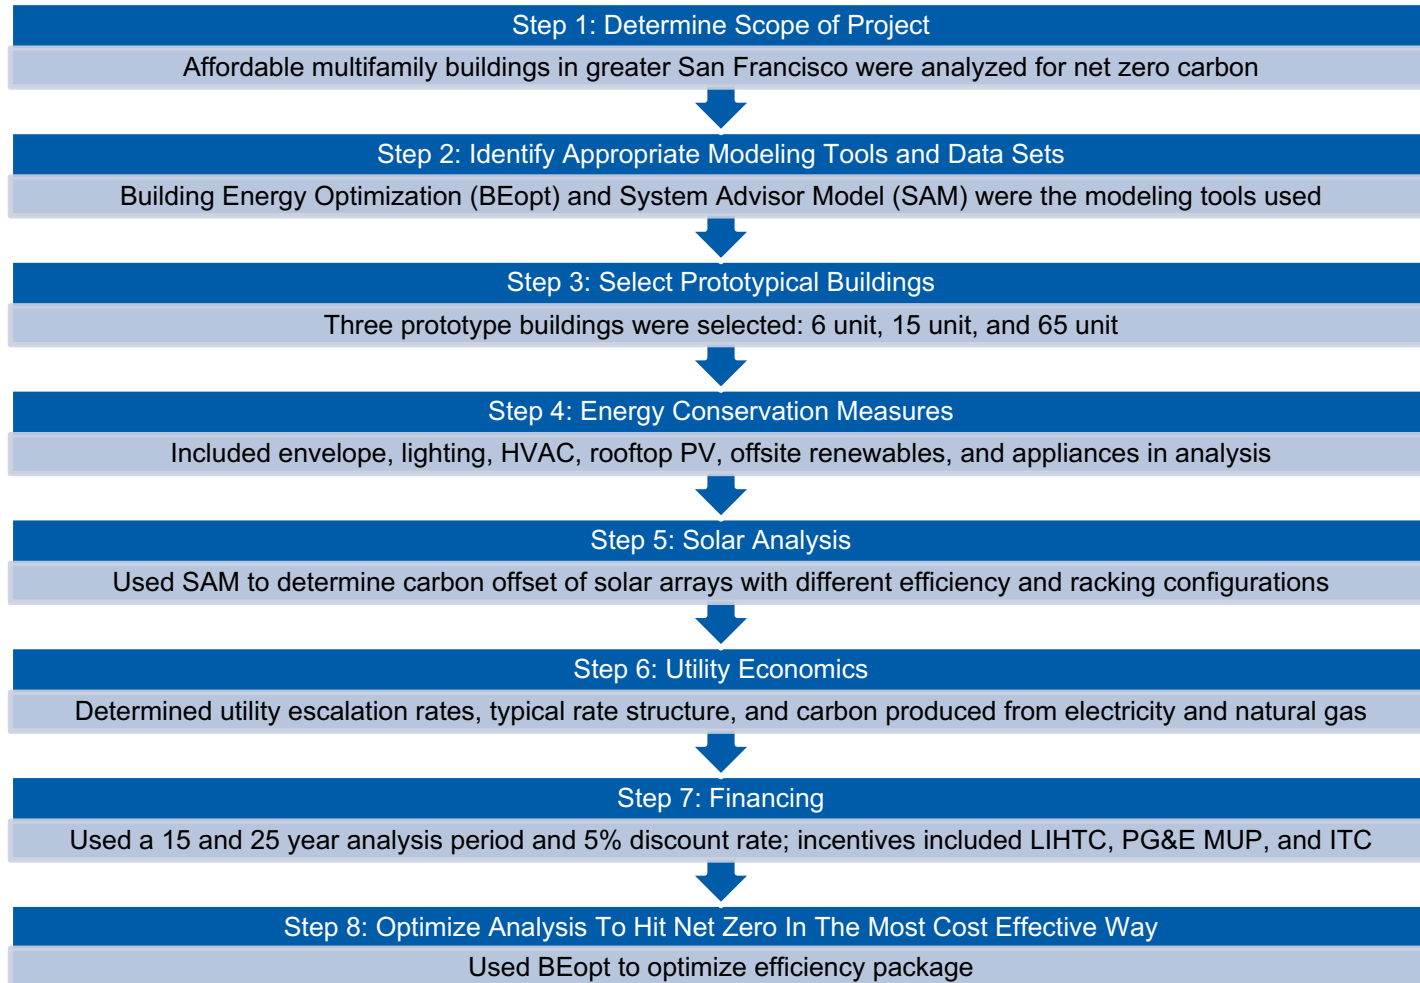 Step 1: Determine Scope of Project
Affordable multifamily buildings in greater San Francisco were analyzed for net zero carbon
Step 2: Identify Appropriate Modeling Tools and Data Sets
Building Energy Optimization (BEopt) and System Advisor Model (SAM) were the modeling tools used
Step 3: Select Prototypical Buildings
Three prototype buildings were selected: 6 unit, 15 unit, and 65 unit
Step 4: Energy Conservation Measures
Included envelope, lighting, HVAC, rooftop PV, offsite renewables, and appliances in analysis
Step 5: Solar Analysis
Used SAM to determine carbon offset of solar arrays with different efficiency and racking configurations
Step 6: Utility Economics
Determined utility escalation rates, typical rate structure, and carbon produced from electricity and natural gas
Step 7: Financing
Used a 15 and 25 year analysis period and 5% discount rate; incentives included LIHTC, PG&E MUP, and ITC
Step 8: Optimize Analysis To Hit Net Zero In The Most Cost Effective Way
Used BEopt to optimize efficiency package